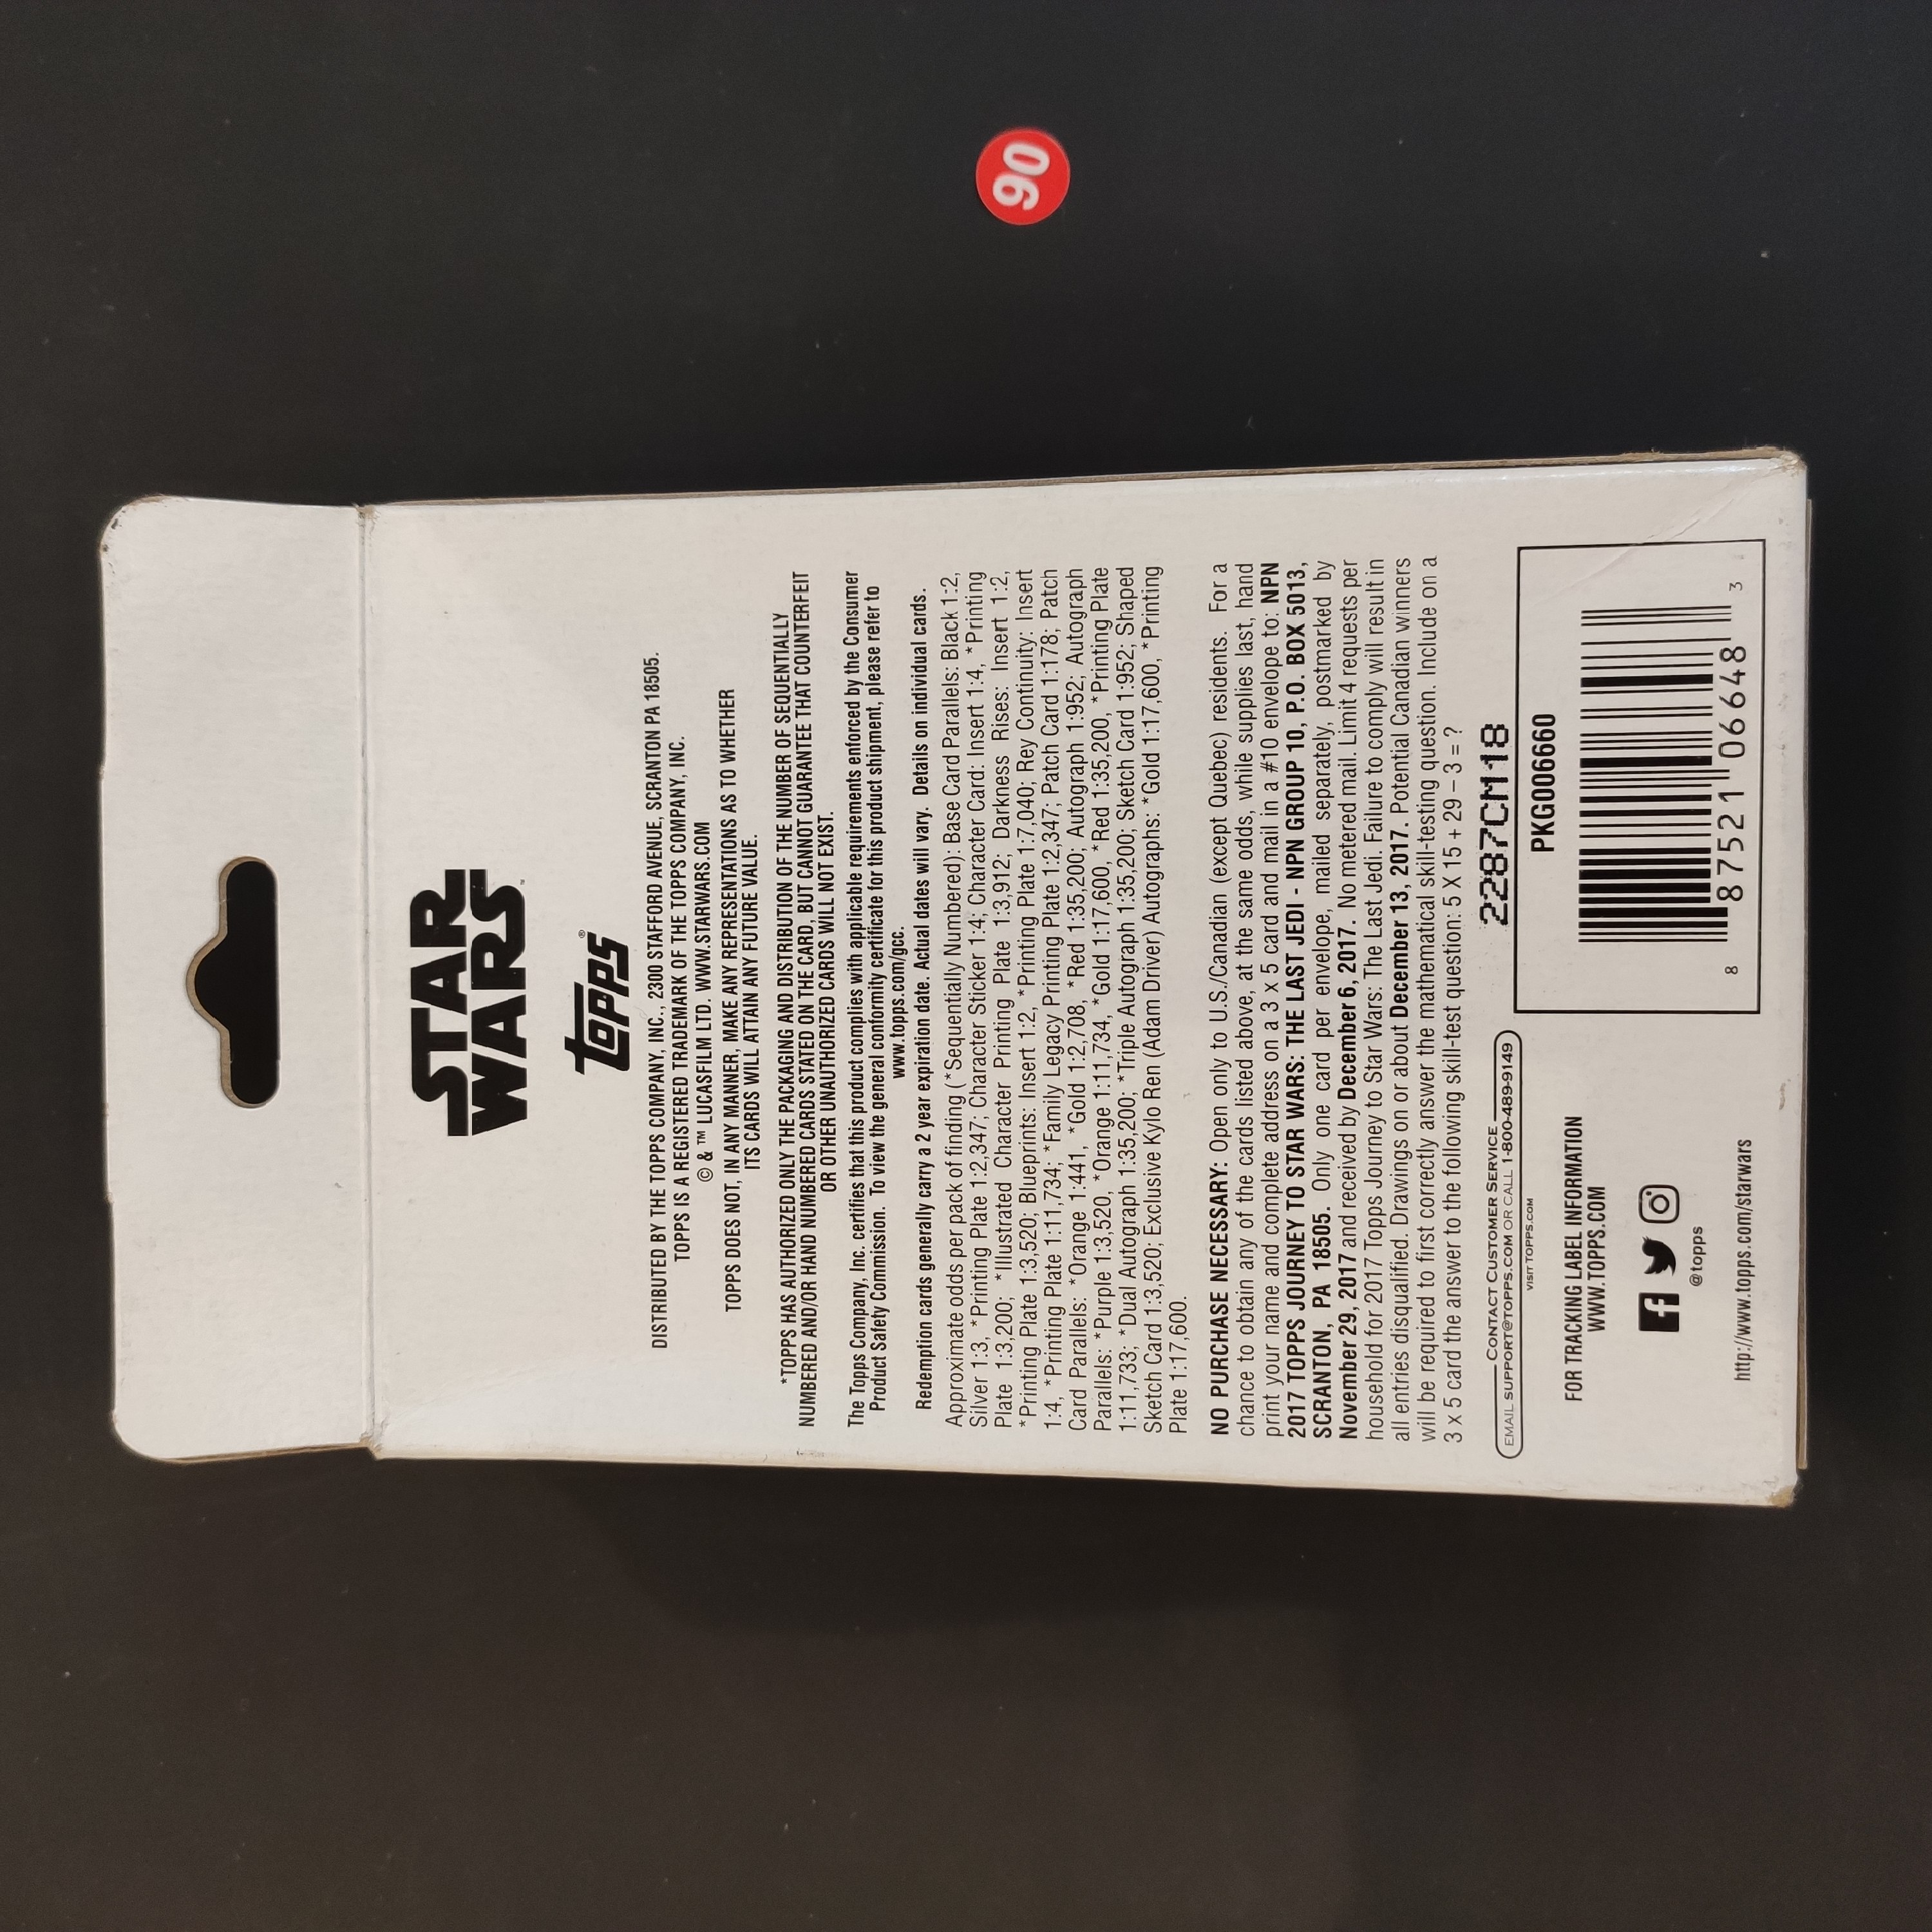 90
STAR
WARS™
topps®
DISTRIBUTED BY THE TOPPS COMPANY, INC., 2300 STAFFORD AVENUE, SCRANTON PA 18505.
TOPPS IS A REGISTERED TRADEMARK OF THE TOPPS COMPANY, INC.
© & ™ LUCASFILM LTD. WWW.STARWARS.COM
TOPPS DOES NOT, IN ANY MANNER, MAKE ANY REPRESENTATIONS AS TO WHETHER
ITS CARDS WILL ATTAIN ANY FUTURE VALUE.
*TOPPS HAS AUTHORIZED ONLY THE PACKAGING AND DISTRIBUTION OF THE NUMBER OF SEQUENTIALLY
NUMBERED AND/OR HAND NUMBERED CARDS STATED ON THE CARD, BUT CANNOT GUARANTEE THAT COUNTERFEIT
OR OTHER UNAUTHORIZED CARDS WILL NOT EXIST.
The Topps Company, Inc. certifies that this product complies with applicable requirements enforced by the Consumer
Product Safety Commission. To view the general conformity certificate for this product shipment, please refer to
www.topps.com/gcc.
Redemption cards generally carry a 2 year expiration date. Actual dates will vary. Details on individual cards.
Approximate odds per pack of finding (*Sequentially Numbered): Base Card Parallels: Black 1:2,
Silver 1:3, *Printing Plate 1:2,347; Character Sticker 1:4; Character Card: Insert 1:4, *Printing
Plate 1:3,200; *Illustrated Character Printing Plate 1:3,912; Darkness Rises: Insert 1:2,
*Printing Plate 1:3,520; Blueprints: Insert 1:2, *Printing Plate 1:7,040; Rey Continuity: Insert
1:4, *Printing Plate 1:11,734; *Family Legacy Printing Plate 1:2,347; Patch Card 1:178; Patch
Card Parallels: *Orange 1:441, *Gold 1:2,708, *Red 1:35,200; Autograph 1:952; Autograph
Parallels: *Purple 1:3,520, *Orange 1:11,734, *Gold 1:17,600, *Red 1:35,200, *Printing Plate
1:11,733; *Dual Autograph 1:35,200; *Triple Autograph 1:35,200; Sketch Card 1:952; Shaped
Sketch Card 1:3,520; Exclusive Kylo Ren (Adam Driver) Autographs: *Gold 1:17,600, *Printing
Plate 1:17,600.
NO PURCHASE NECESSARY: Open only to U.S./Canadian (except Quebec) residents. For a
chance to obtain any of the cards listed above, at the same odds, while supplies last, hand
print your name and complete address on a 3 x 5 card and mail in a #10 envelope to: NPN
2017 TOPPS JOURNEY TO STAR WARS: THE LAST JEDI - NPN GROUP 10, P.O. BOX 5013,
SCRANTON, PA 18505. Only one card per envelope, mailed separately, postmarked by
November 29, 2017 and received by December 6, 2017. No metered mail. Limit 4 requests per
household for 2017 Topps Journey to Star Wars: The Last Jedi. Failure to comply will result in
all entries disqualified. Drawings on or about December 13, 2017. Potential Canadian winners
will be required to first correctly answer the mathematical skill-testing question. Include on a
3 x 5 card the answer to the following skill-test question: 5 X 15 + 29 – 3 = ?
2287CM18
CONTACT CUSTOMER SERVICE
EMAIL SUPPORT@TOPPS.COM OR CALL 1-800-489-9149
VISIT TOPPS.COM
FOR TRACKING LABEL INFORMATION
WWW.TOPPS.COM
@topps
http://www.topps.com/starwars
PKG006660
8 87521 06648 3